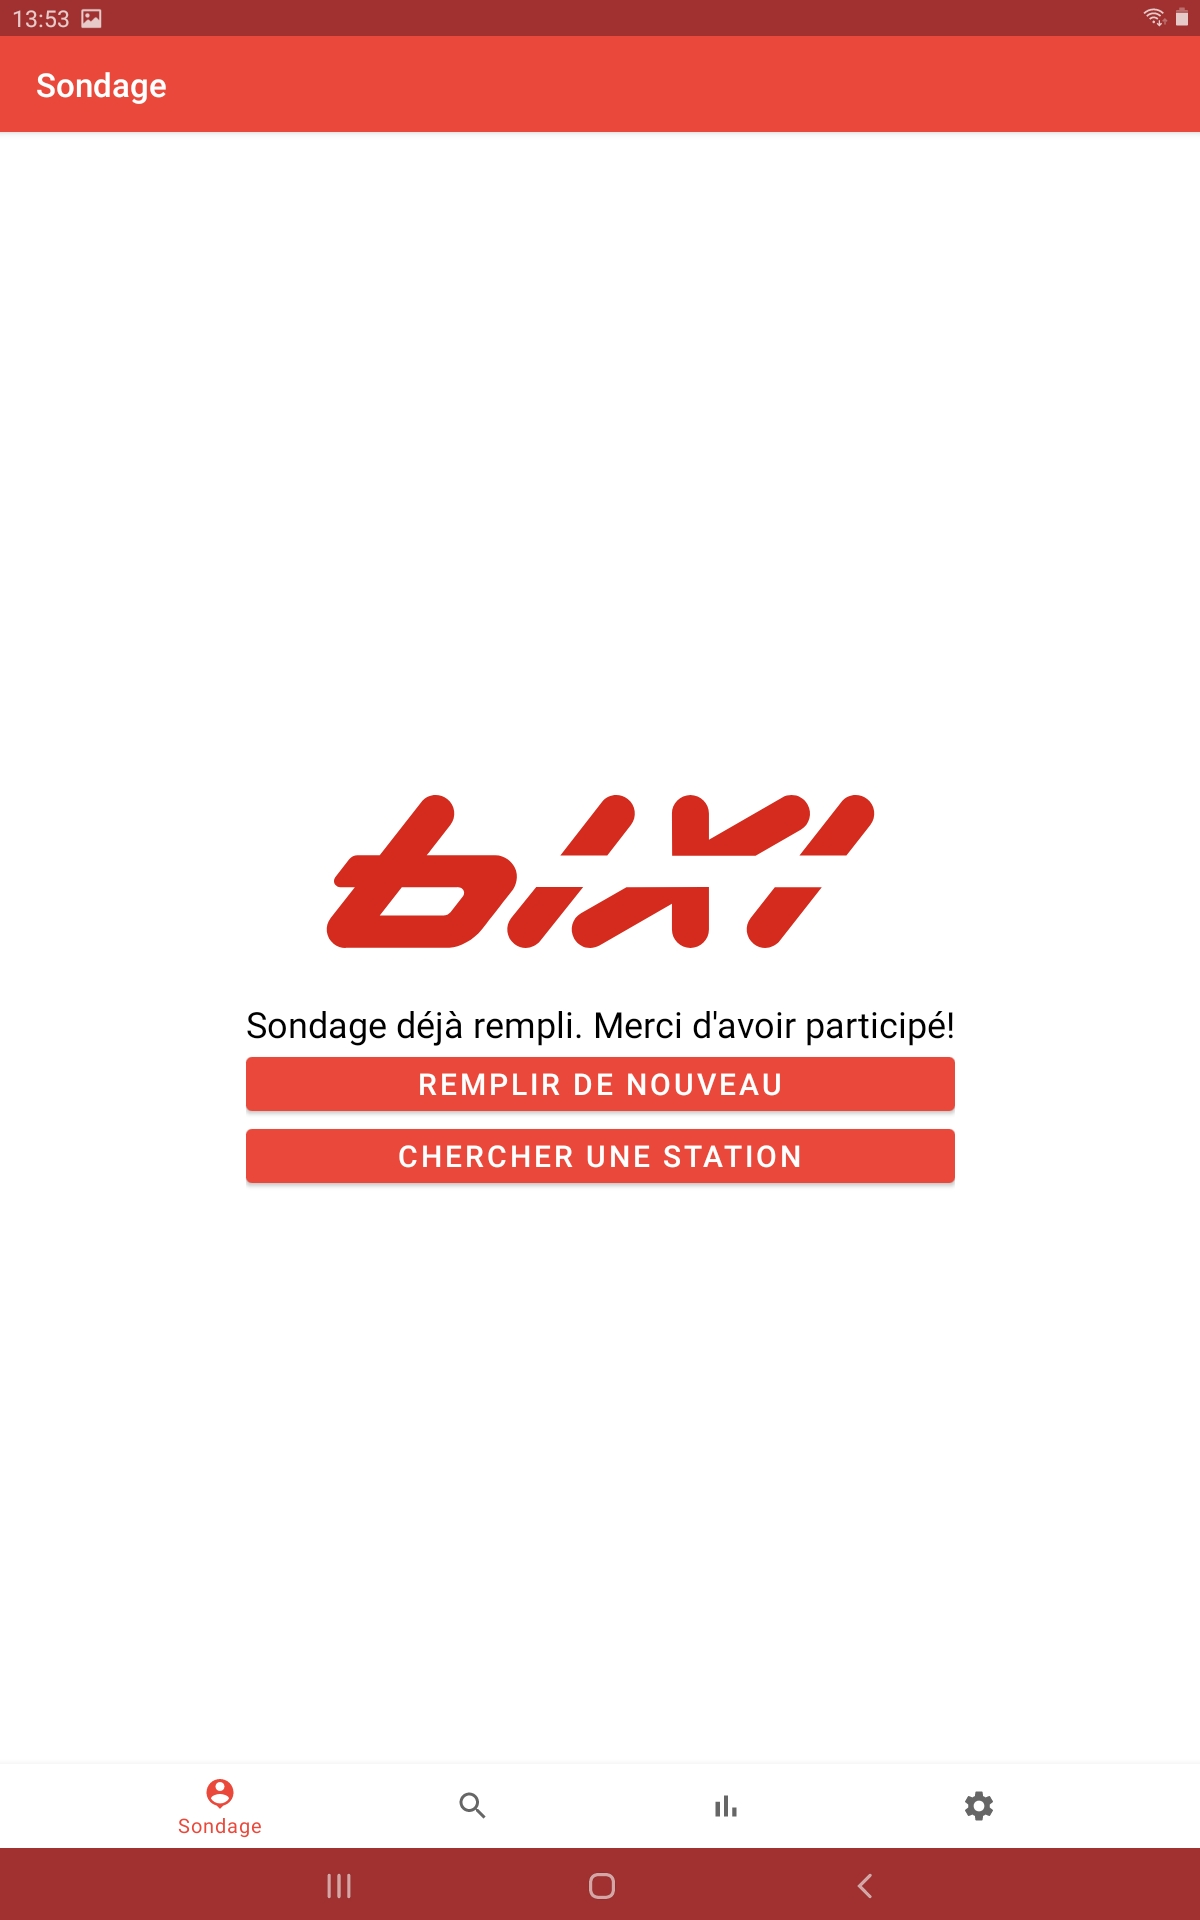 13:53
Sondage
bixi
Sondage déjà rempli. Merci d'avoir participé!
REMPLIR DE NOUVEAU
CHERCHER UNE STATION
Sondage